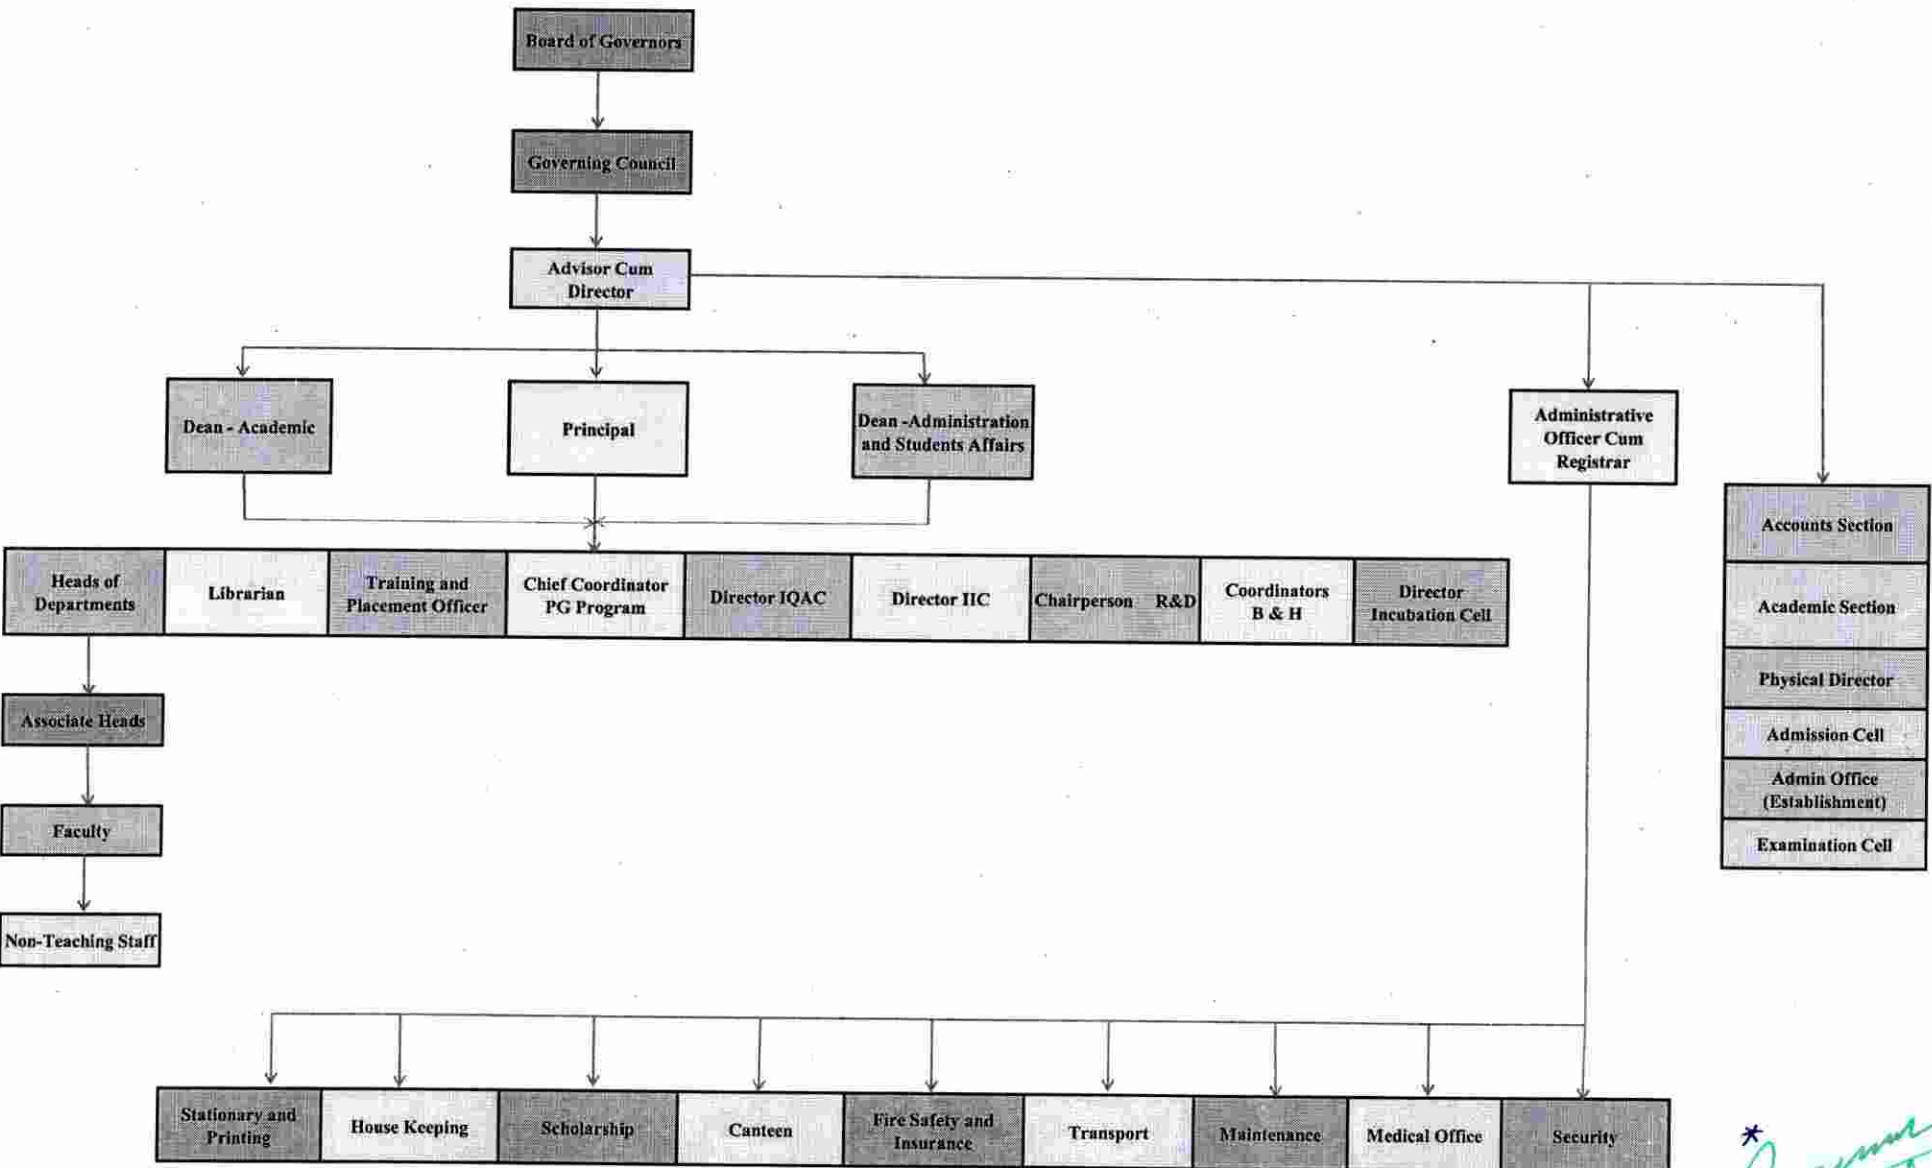 Board of Governors
Governing Council
Advisor Cum
Director
Dean - Academic
Principal
Dean -Administration
and Students Affairs
Administrative
Officer Cum
Registrar
Accounts Section
Academic Section
Physical Director
Admission Cell
Admin Office
(Establishment)
Examination Cell
Heads of
Departments
Librarian
Training and
Placement Officer
Chief Coordinator
PG Program
Director IQAC
Director IIC
Chairperson R&D
Coordinators
B & H
Director
Incubation Cell
Associate Heads
Faculty
Non-Teaching Staff
Stationary and
Printing
House Keeping
Scholarship
Canteen
Fire Safety and
Insurance
Transport
Maintenance
Medical Office
Security
*